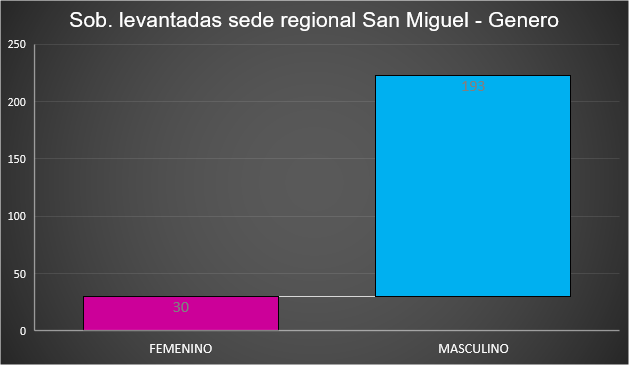 Sob. levantadas sede regional San Miguel - Genero
250
200
150
100
50
0
30
193
FEMENINO
MASCULINO